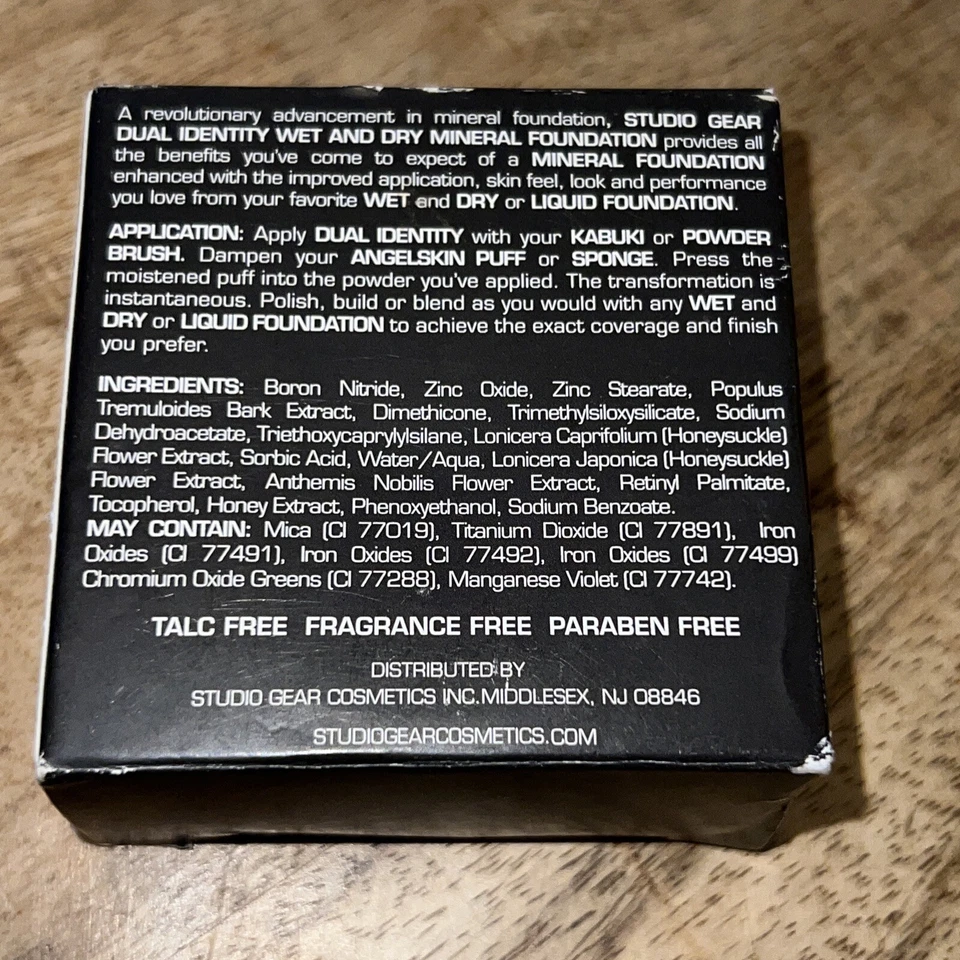 A revolutionary advancement in mineral foundation, STUDIO GEAR
DUAL IDENTITY WET AND DRY MINERAL FOUNDATION provides all
the benefits you've come to expect of a MINERAL FOUNDATION
enhanced with the improved application, skin feel, look and performance
you love from your favorite WET and DRY or LIQUID FOUNDATION.
APPLICATION: Apply DUAL IDENTITY with your KABUKI or POWDER
BRUSH. Dampen your ANGELSKIN PUFF or SPONGE. Press the
moistened puff into the powder you've applied. The transformation is
instantaneous. Polish, build or blend as you would with any WET and
DRY or LIQUID FOUNDATION to achieve the exact coverage and finish
you prefer.
INGREDIENTS: Boron Nitride, Zinc Oxide, Zinc Stearate, Populus
Tremuloides Bark Extract, Dimethicone, Trimethylsiloxysilicate, Sodium
Dehydroacetate, Triethoxycaprylylsilane, Lonicera Caprifolium (Honeysuckle)
Flower Extract, Sorbic Acid, Water/Aqua, Lonicera Japonica (Honeysuckle)
Flower Extract, Anthemis Nobilis Flower Extract, Retinyl Palmitate,
Tocopherol, Honey Extract, Phenoxyethanol, Sodium Benzoate.
MAY CONTAIN: Mica (CI 77019), Titanium Dioxide (CI 77891), Iron
Oxides (CI 77491), Iron Oxides (CI 77492), Iron Oxides (CI 77499)
Chromium Oxide Greens (CI 77288), Manganese Violet (CI 77742).
TALC FREE FRAGRANCE FREE PARABEN FREE
DISTRIBUTED BY
STUDIO GEAR COSMETICS INC.MIDDLESEX, NJ 08846
STUDIOGEARCOSMETICS.COM